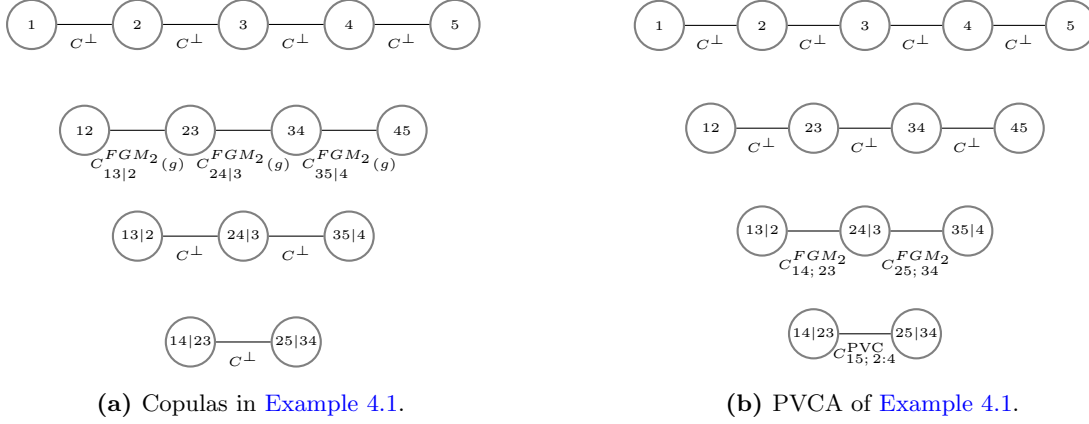 1 2 3 4 5
C⊥ C⊥ C⊥ C⊥
12 23 34 45
C^{FGM_2}_{13|2}(g) C^{FGM_2}_{24|3}(g) C^{FGM_2}_{35|4}(g)
13|2 24|3 35|4
C⊥ C⊥
14|23 25|34
C⊥
(a) Copulas in Example 4.1.
1 2 3 4 5
C⊥ C⊥ C⊥ C⊥
12 23 34 45
C⊥ C⊥ C⊥
13|2 24|3 35|4
C^{FGM_2}_{14; 23} C^{FGM_2}_{25; 34}
14|23 25|34
C^{PVC}_{15; 2:4}
(b) PVCA of Example 4.1.